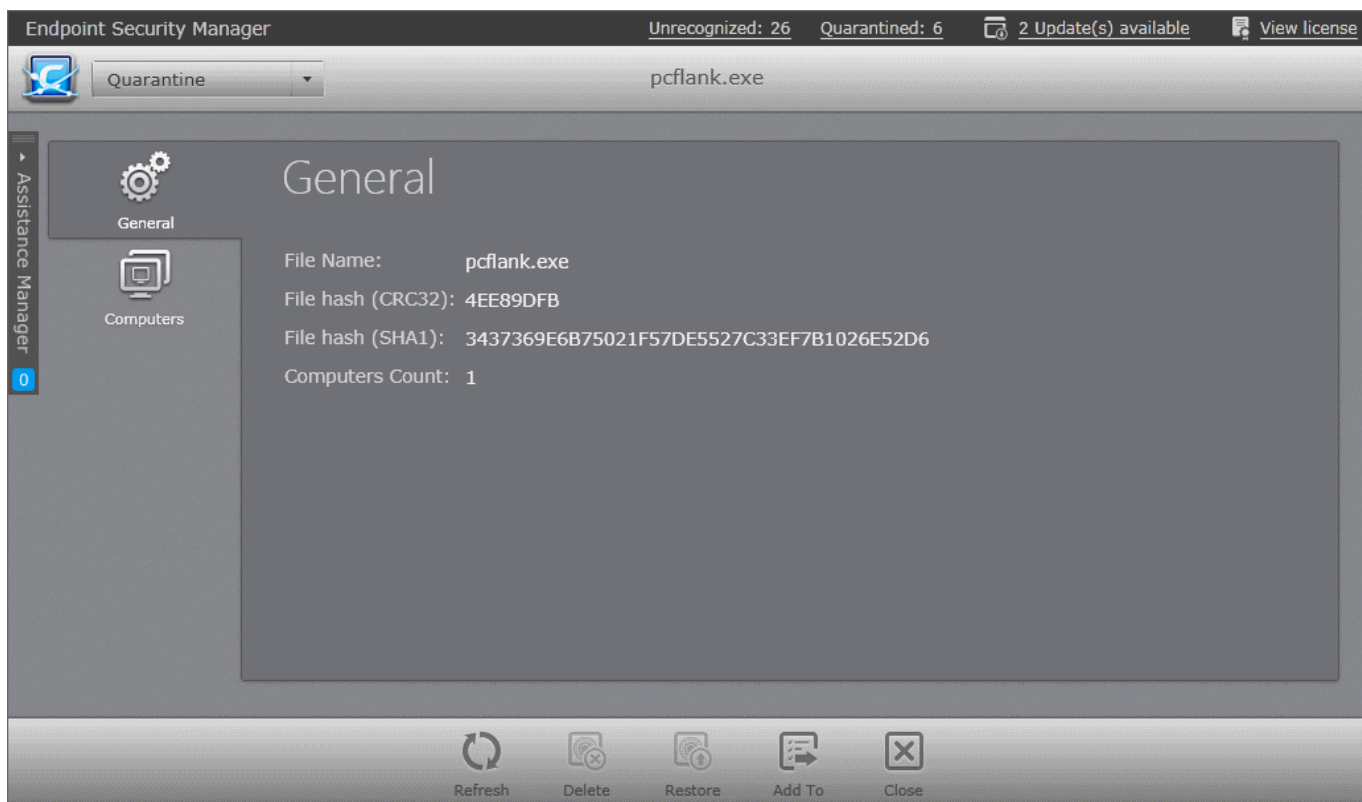 Endpoint Security Manager Unrecognized: 26 Quarantined: 6 2 Update(s) available View license
Quarantine pcflank.exe
Assistance Manager
0
General
Computers
General
File Name: pcflank.exe
File hash (CRC32): 4EE89DFB
File hash (SHA1): 3437369E6B75021F57DE5527C33EF7B1026E52D6
Computers Count: 1
Refresh Delete Restore Add To Close